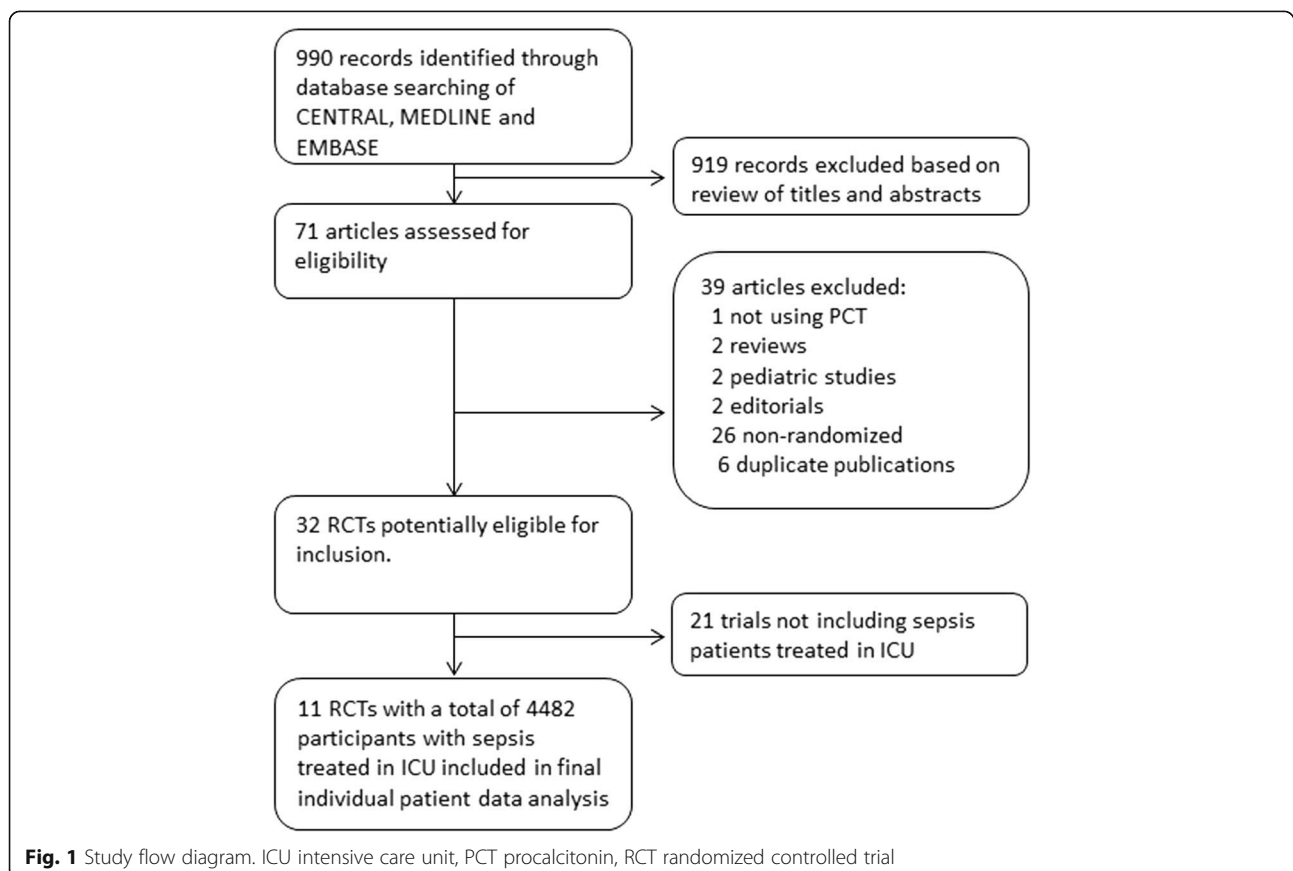 990 records identified through
database searching of
CENTRAL, MEDLINE and
EMBASE
919 records excluded based on
review of titles and abstracts
71 articles assessed for
eligibility
39 articles excluded:
1 not using PCT
2 reviews
2 pediatric studies
2 editorials
26 non-randomized
6 duplicate publications
32 RCTs potentially eligible for
inclusion.
21 trials not including sepsis
patients treated in ICU
11 RCTs with a total of 4482
participants with sepsis
treated in ICU included in final
individual patient data analysis
Fig. 1 Study flow diagram. ICU intensive care unit, PCT procalcitonin, RCT randomized controlled trial